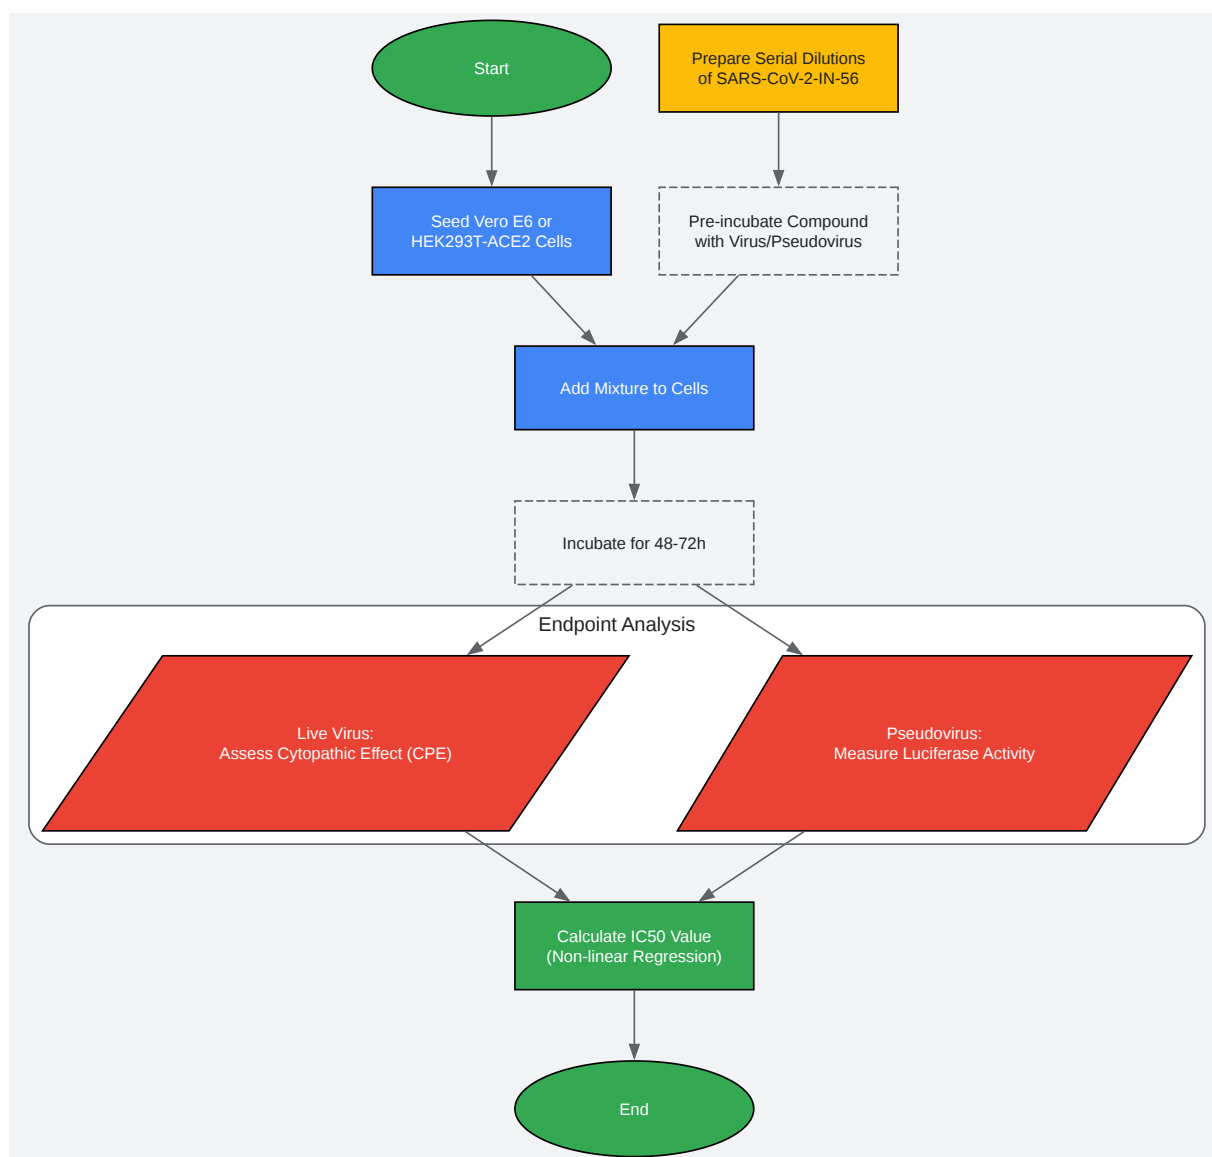 Start
Prepare Serial Dilutions
of SARS-CoV-2-IN-56
Seed Vero E6 or
HEK293T-ACE2 Cells
Pre-incubate Compound
with Virus/Pseudovirus
Add Mixture to Cells
Incubate for 48-72h
Endpoint Analysis
Live Virus:
Assess Cytopathic Effect (CPE)
Pseudovirus:
Measure Luciferase Activity
Calculate IC50 Value
(Non-linear Regression)
End